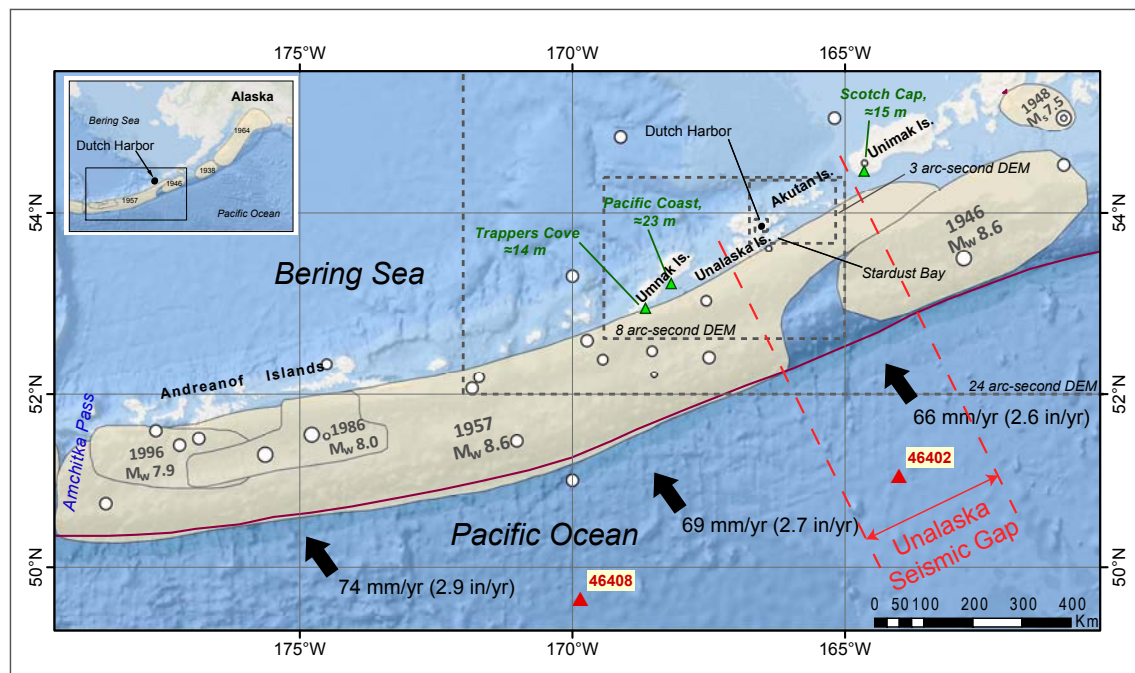 175°W
170°W
165°W
Alaska
Bering Sea
1964
Dutch Harbor
1938
1946
1957
Pacific Ocean
Scotch Cap,
≈15 m
1948
Ms 7.5
Dutch Harbor
Unimak Is.
3 arc-second DEM
54°N
54°N
Akutan Is.
Pacific Coast,
≈23 m
Trappers Cove
≈14 m
1946
Mw 8.6
Unalaska Is.
Umnak Is.
Stardust Bay
Bering Sea
8 arc-second DEM
Andreanof Islands
52°N
52°N
24 arc-second DEM
66 mm/yr (2.6 in/yr)
Amchitka Pass
1996
Mw 7.9
1986
Mw 8.0
1957
Mw 8.6
46402
69 mm/yr (2.7 in/yr)
Pacific Ocean
Unalaska
Seismic Gap
50°N
50°N
74 mm/yr (2.9 in/yr)
46408
0 50 100 200 300 400
Km
175°W
170°W
165°W